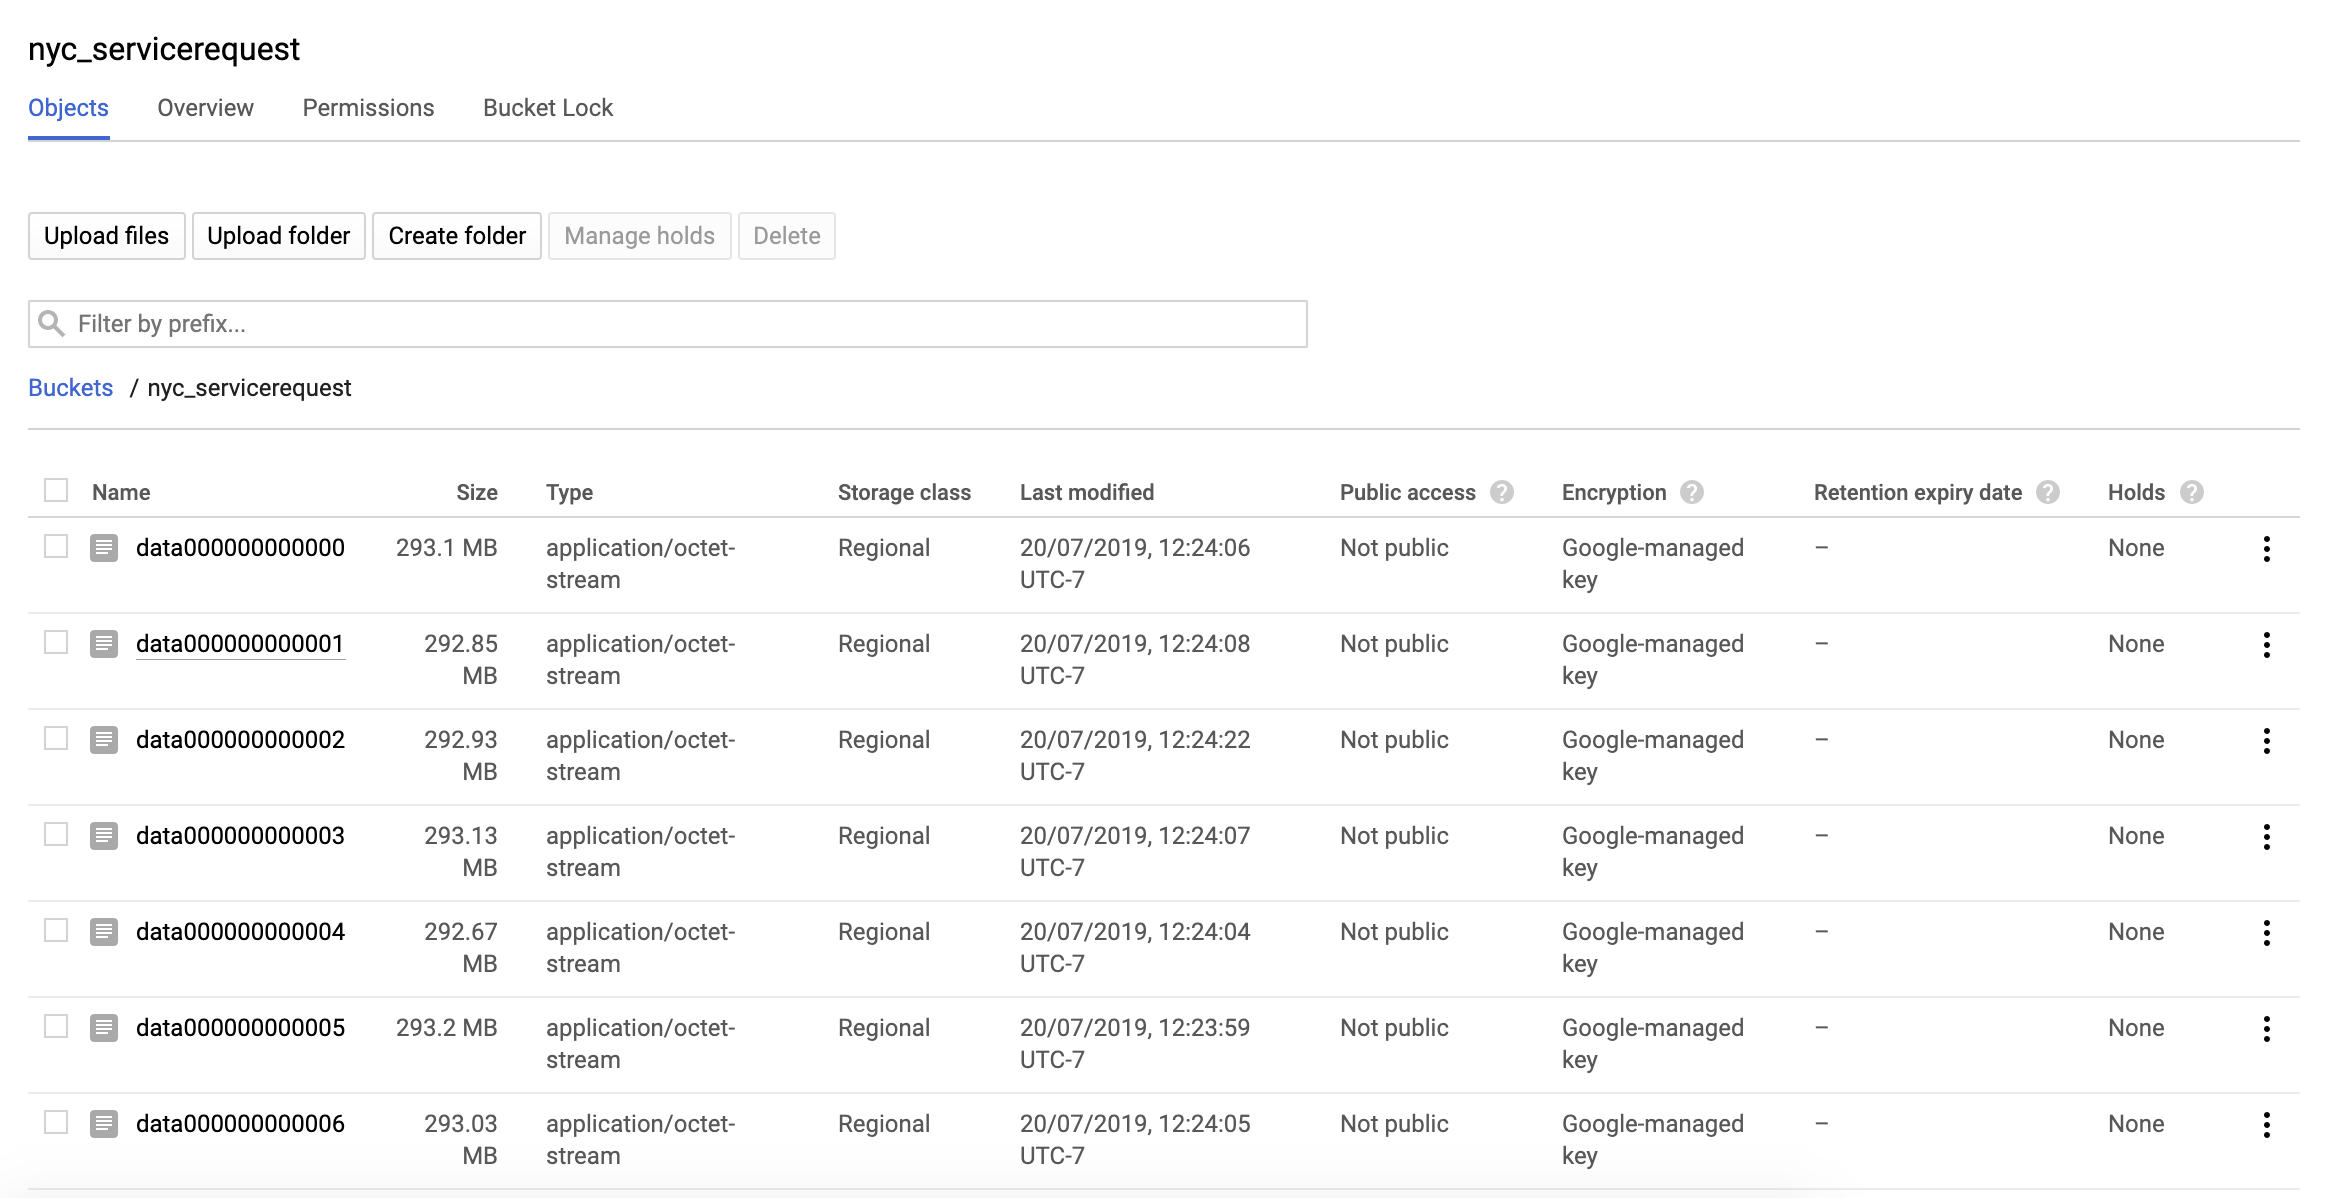 nyc_servicerequest
Objects Overview Permissions Bucket Lock
Upload files Upload folder Create folder Manage holds Delete
Filter by prefix...
Buckets / nyc_servicerequest
Name Size Type Storage class Last modified Public access ? Encryption ? Retention expiry date ? Holds ?
data000000000000 293.1 MB application/octet- Regional 20/07/2019, 12:24:06 Not public Google-managed – None
stream UTC-7 key
data000000000001 292.85 application/octet- Regional 20/07/2019, 12:24:08 Not public Google-managed – None
MB stream UTC-7 key
data000000000002 292.93 application/octet- Regional 20/07/2019, 12:24:22 Not public Google-managed – None
MB stream UTC-7 key
data000000000003 293.13 application/octet- Regional 20/07/2019, 12:24:07 Not public Google-managed – None
MB stream UTC-7 key
data000000000004 292.67 application/octet- Regional 20/07/2019, 12:24:04 Not public Google-managed – None
MB stream UTC-7 key
data000000000005 293.2 MB application/octet- Regional 20/07/2019, 12:23:59 Not public Google-managed – None
stream UTC-7 key
data000000000006 293.03 application/octet- Regional 20/07/2019, 12:24:05 Not public Google-managed – None
MB stream UTC-7 key